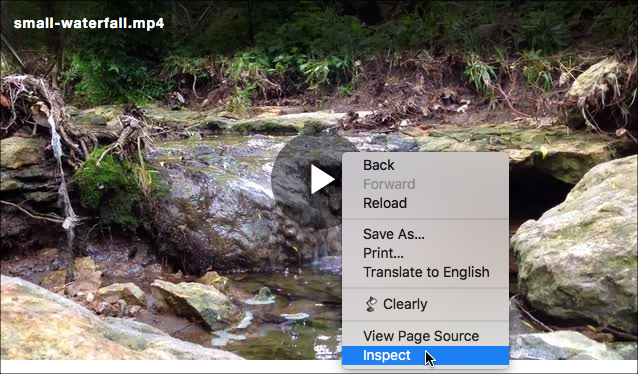 small-waterfall.mp4
Back
Forward
Reload
Save As...
Print...
Translate to English
Clearly
View Page Source
Inspect